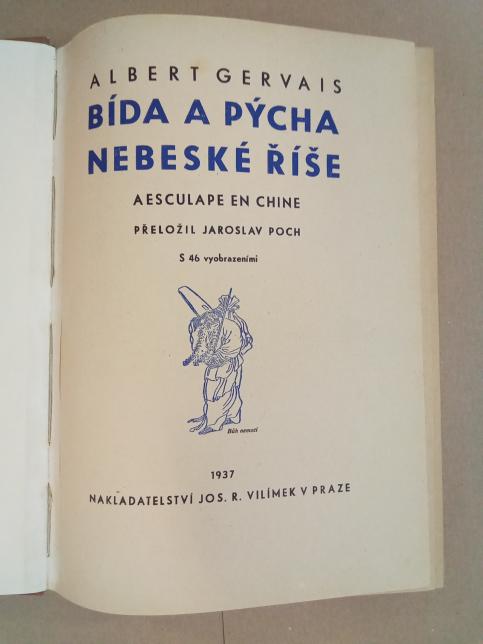 ALBERT GERVAIS
BÍDA A PÝCHA
NEBESKÉ ŘÍŠE
AESCULAPE EN CHINE
PŘELOŽIL JAROSLAV POCH
S 46 vyobrazeními
Bůh nemocí
1937
NAKLADATELSTVÍ JOS. R. VILÍMEK V PRAZE